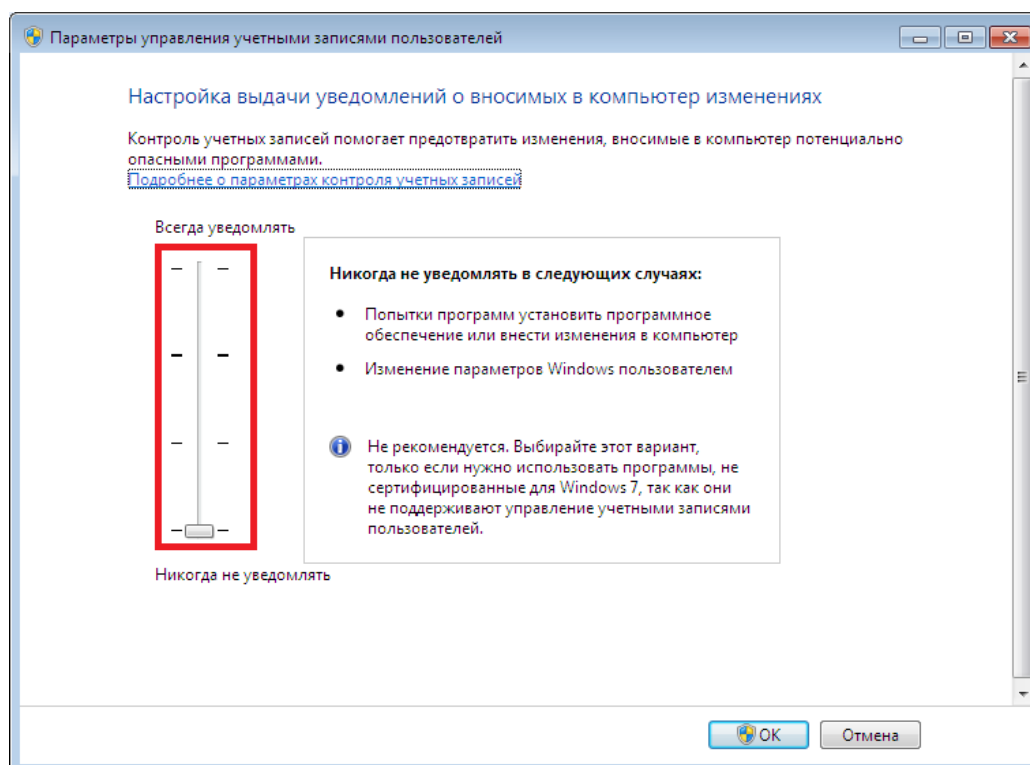 Параметры управления учетными записями пользователей
Настройка выдачи уведомлений о вносимых в компьютер изменениях
Контроль учетных записей помогает предотвратить изменения, вносимые в компьютер потенциально
опасными программами.
Подробнее о параметрах контроля учетных записей
Всегда уведомлять
Никогда не уведомлять в следующих случаях:
Попытки программ установить программное
обеспечение или внести изменения в компьютер
Изменение параметров Windows пользователем
Не рекомендуется. Выбирайте этот вариант,
только если нужно использовать программы, не
сертифицированные для Windows 7, так как они
не поддерживают управление учетными записями
пользователей.
Никогда не уведомлять
OK
Отмена